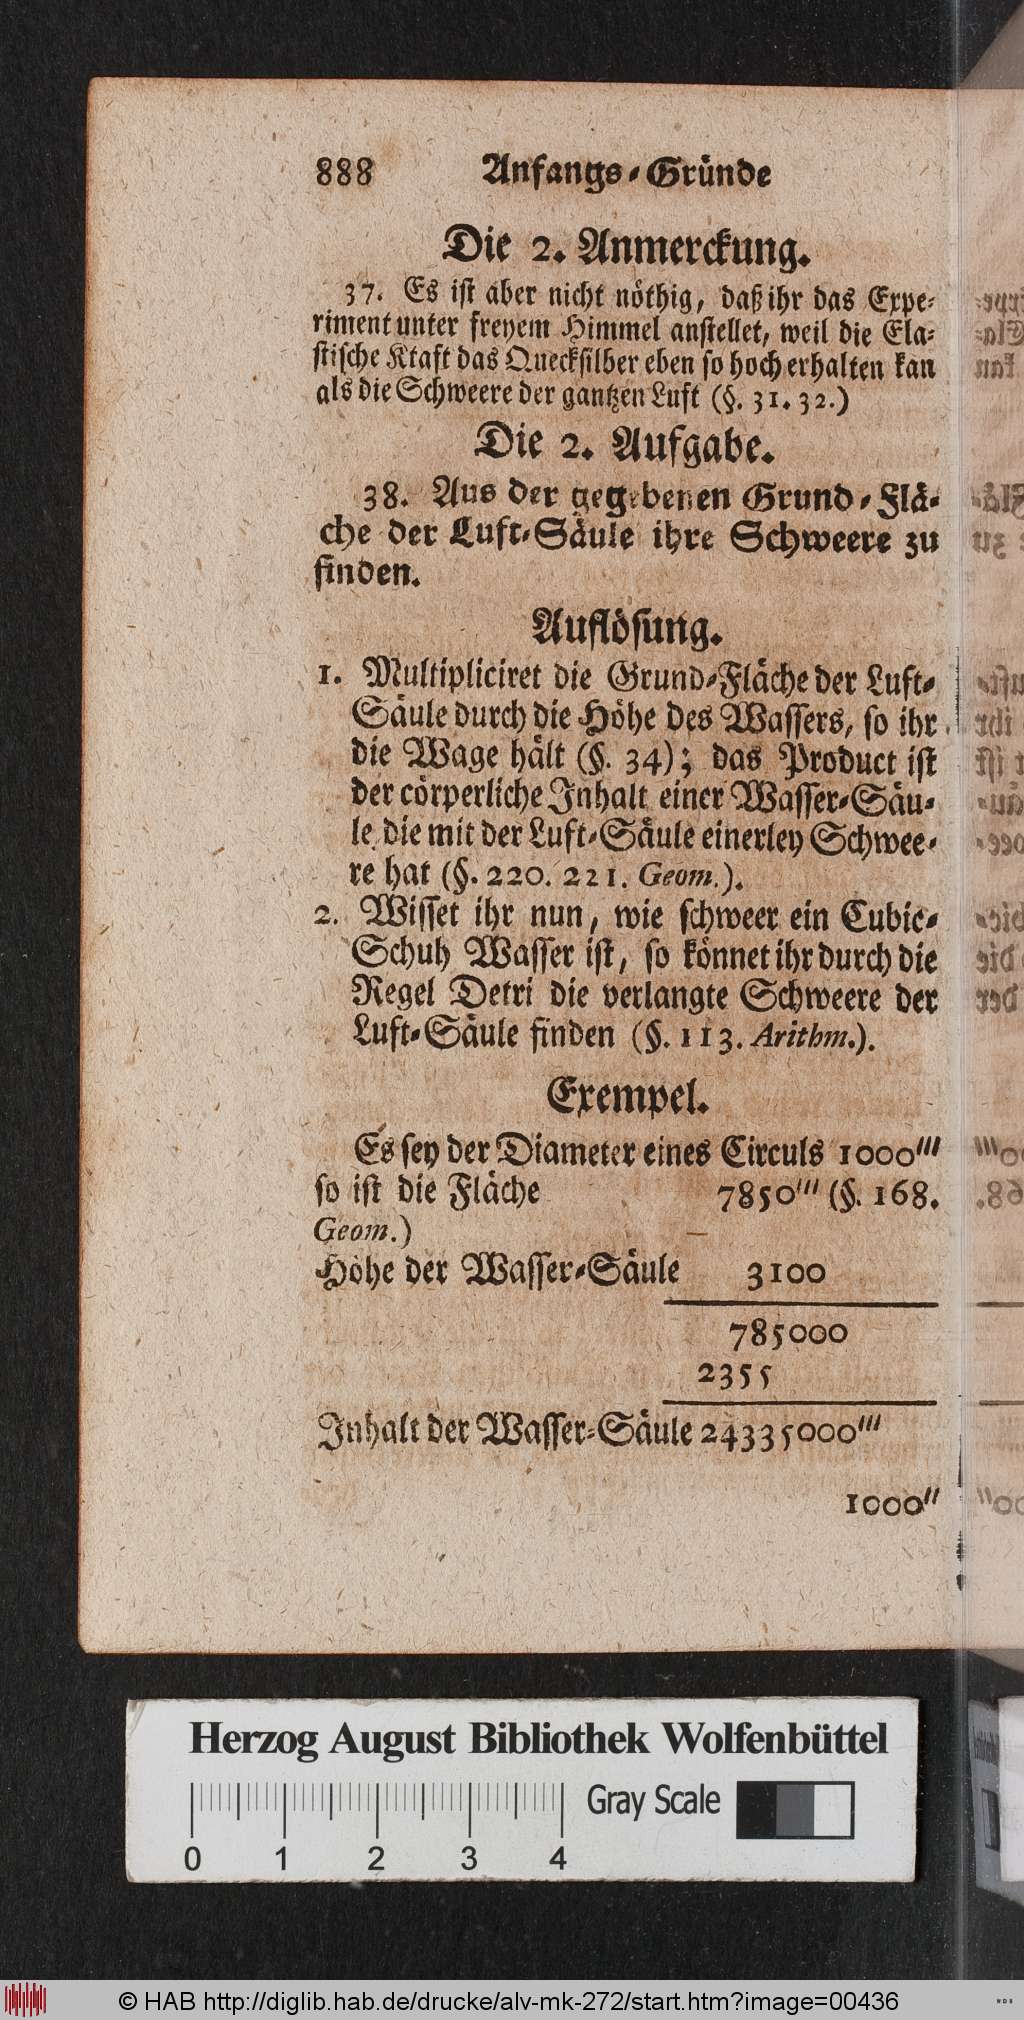 888 Anfangs-Gründe
Die 2. Anmerckung.
37. Es ist aber nicht nöthig, daß ihr das Expe-
riment unter freyem Himmel anstellet, weil die Ela-
stische Ktaft das Quecksilber eben so hoch erhalten kan
als die Schweere der gantzen Luft (§. 31. 32.)
Die 2. Aufgabe.
38. Aus der gegebenen Grund-Flä-
che der Luft-Säule ihre Schweere zu
finden.
Auflösung.
1. Multipliciret die Grund-Fläche der Luft-
Säule durch die Höhe des Wassers, so ihr
die Wage hält (§. 34); das Product ist
der cörperliche Inhalt einer Wasser-Säu-
le die mit der Luft-Säule einerley Schwee-
re hat (§. 220. 221. Geom.).
2. Wisset ihr nun, wie schweer ein Cubic-
Schuh Wasser ist, so könnet ihr durch die
Regel Detri die verlangte Schweere der
Luft-Säule finden (§. 113. Arithm.).
Exempel.
Es sey der Diameter eines Circuls 1000'''
so ist die Fläche 7850''' (§. 168.
Geom.)
Höhe der Wasser-Säule 3100
785000
2355
Inhalt der Wasser-Säule 24335000'''
1000''
Herzog August Bibliothek Wolfenbüttel
Gray Scale
0 1 2 3 4
© HAB http://diglib.hab.de/drucke/alv-mk-272/start.htm?image=00436